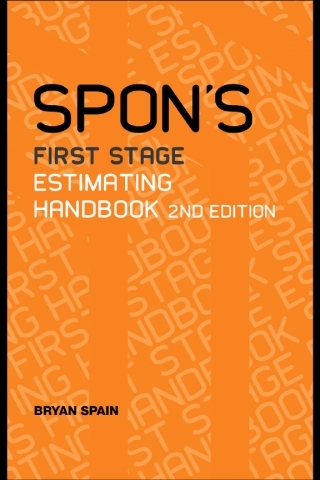 SPON'S
FIRST STAGE
ESTIMATING
HANDBOOK 2ND EDITION
BRYAN SPAIN